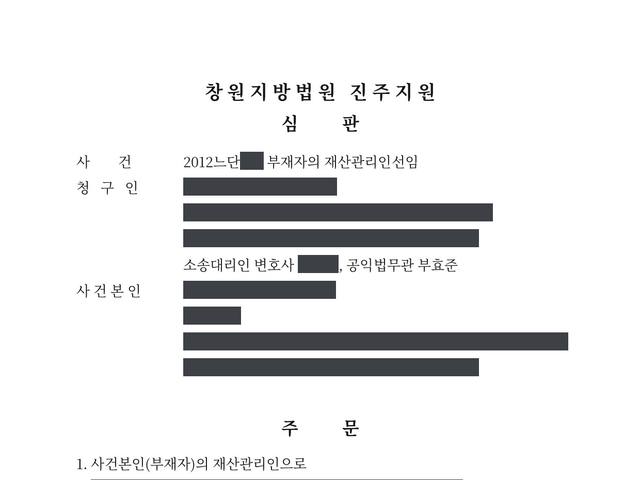 창원지방법원 진주지원
심 판
사 건 2012느단 부재자의 재산관리인선임
청 구 인
소송대리인 변호사 , 공익법무관 부효준
사 건 본 인
주 문
1. 사건본인(부재자)의 재산관리인으로